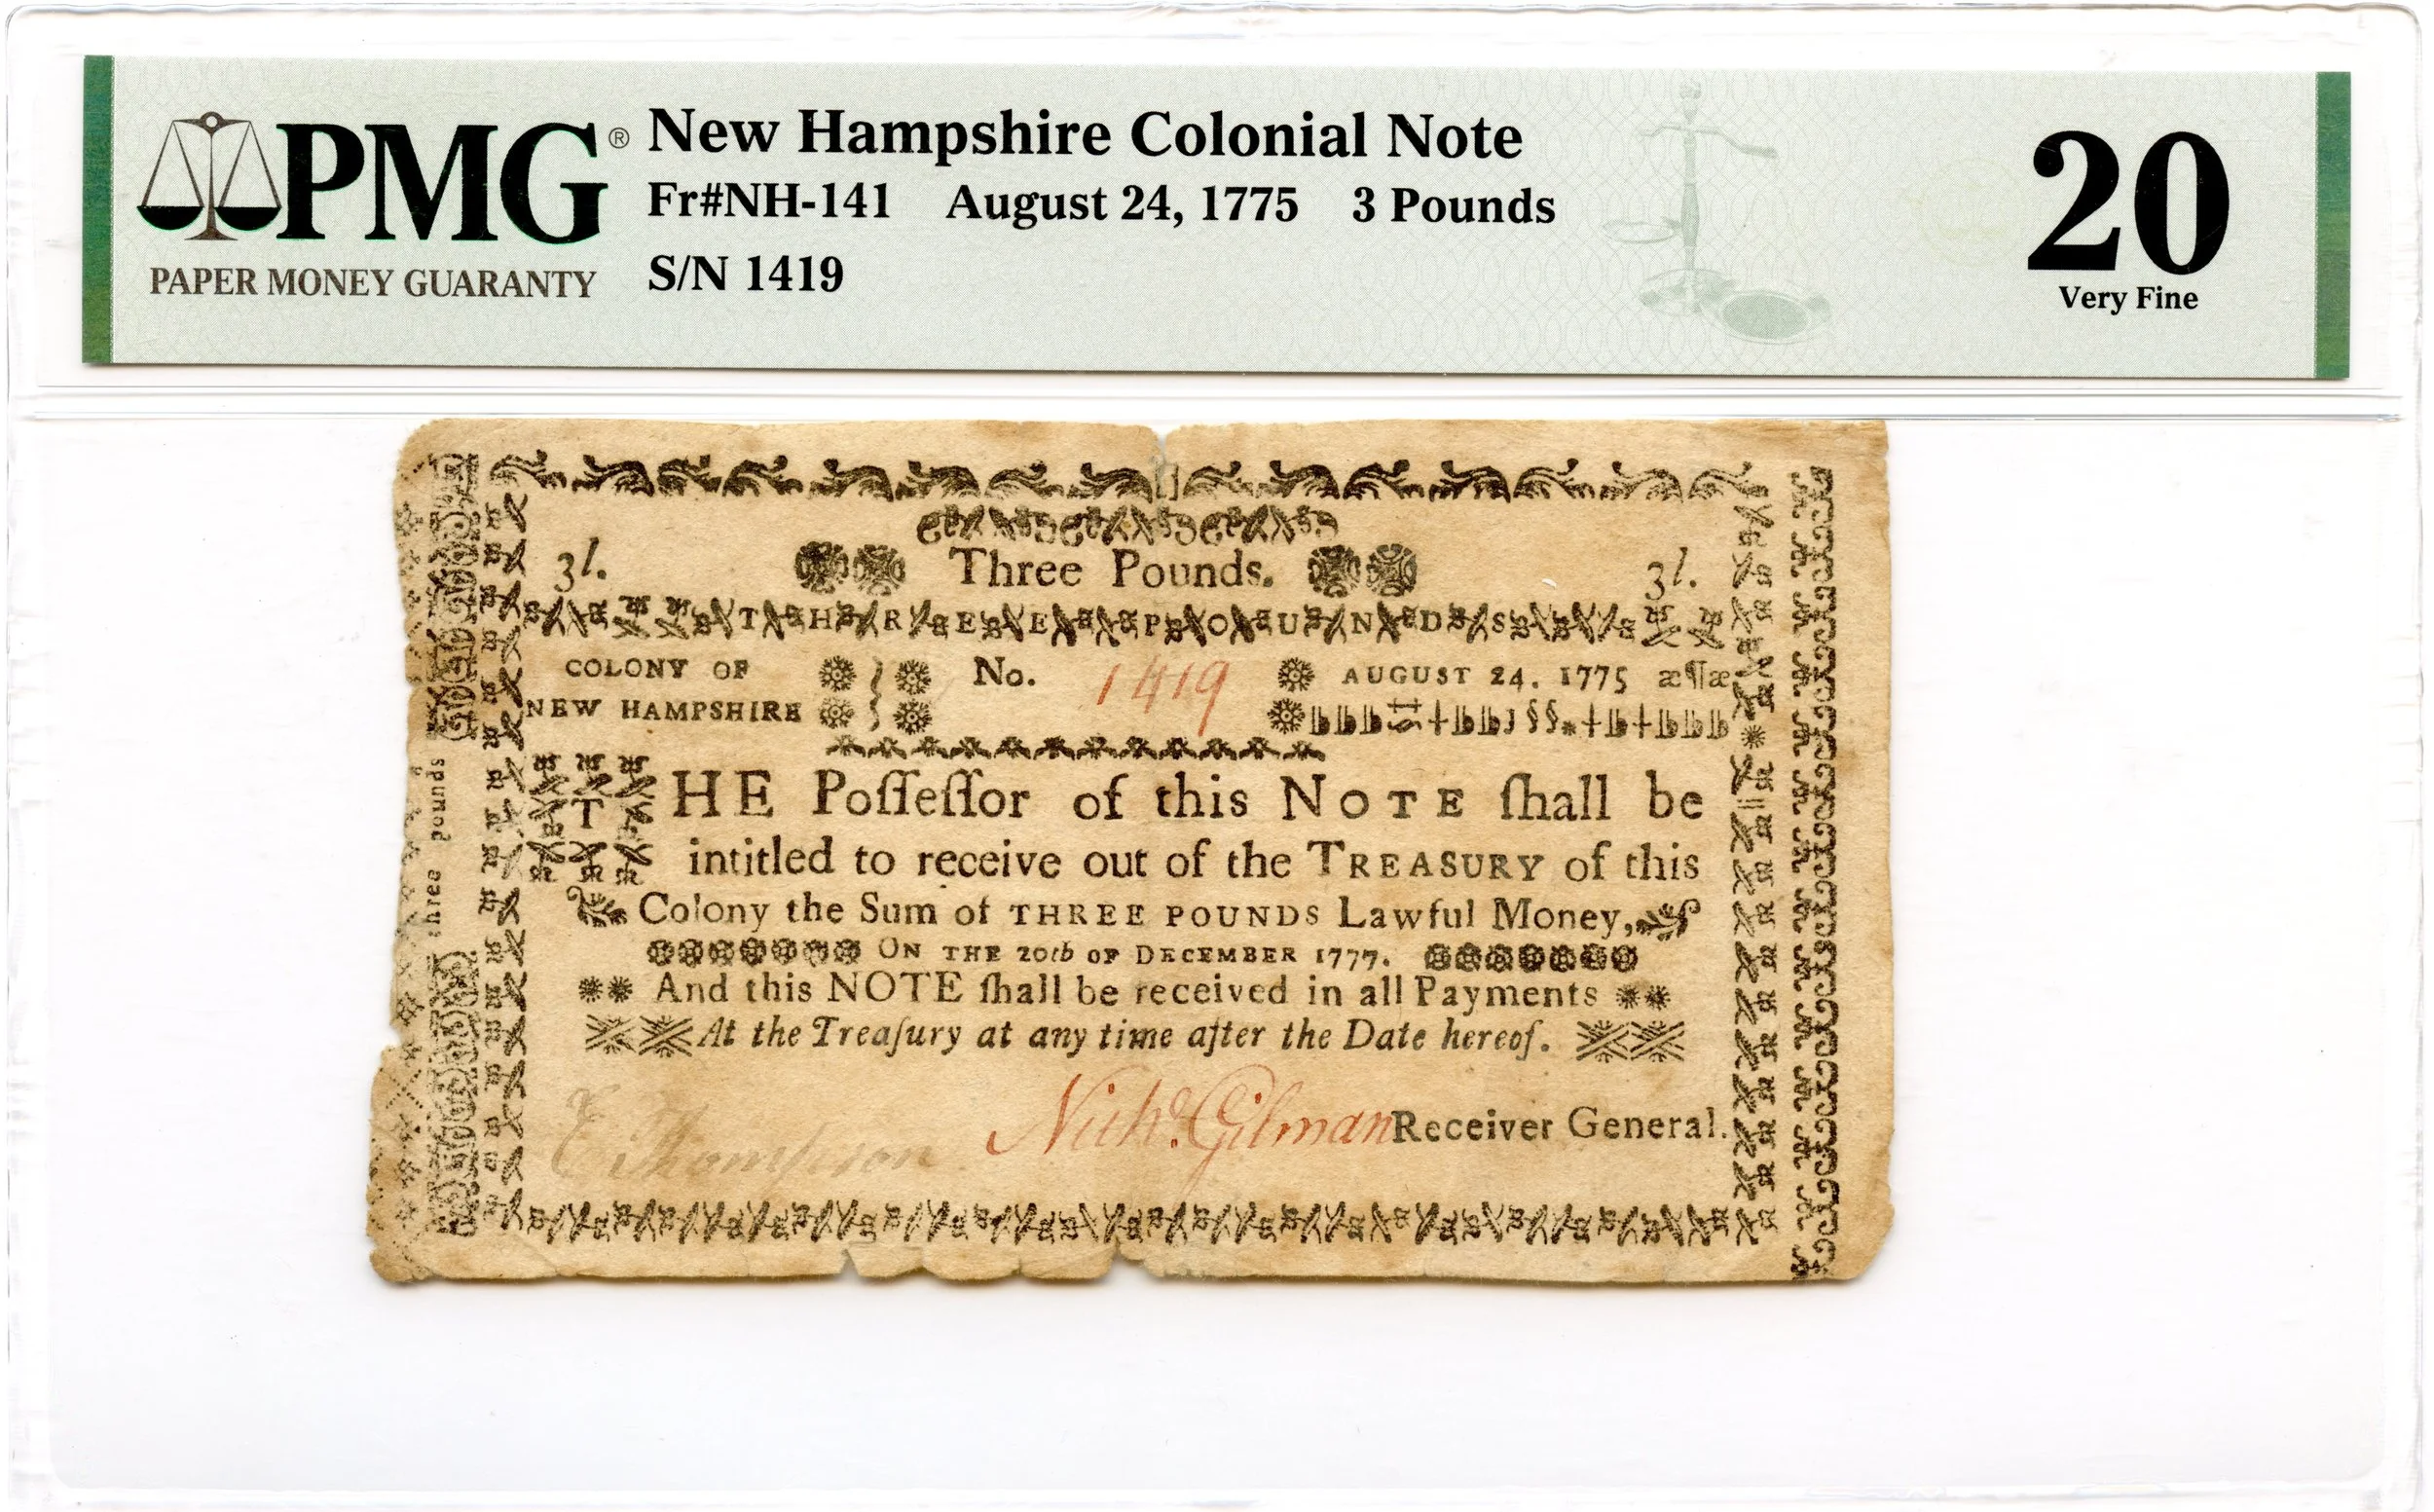 PMG®
PAPER MONEY GUARANTY
New Hampshire Colonial Note
Fr#NH-141 August 24, 1775 3 Pounds
S/N 1419
20
Very Fine
3l. Three Pounds. 3l.
THREE POUNDS
COLONY OF NEW HAMPSHIRE
No. 1419
AUGUST 24. 1775 æ¶æ
three pounds
THE Poſſeſſor of this NOTE ſhall be
intitled to receive out of the TREASURY of this
Colony the Sum of THREE POUNDS Lawful Money,
ON THE 20th OF DECEMBER 1777.
And this NOTE ſhall be received in all Payments
At the Treaſury at any time after the Date hereof.
E Thompson Nichs. Gilman Receiver General.